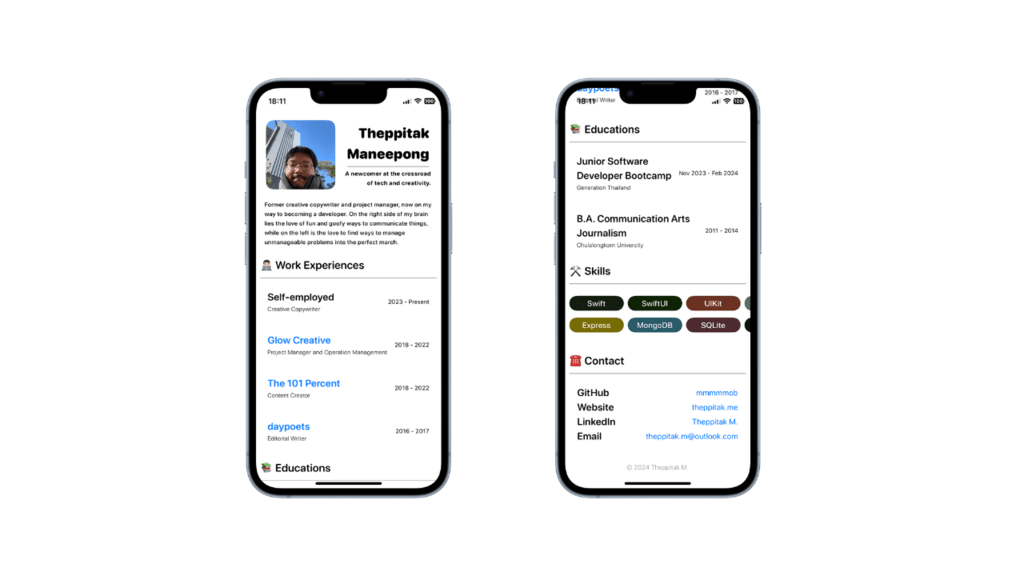 18:11
Theppitak
Maneepong
A newcomer at the crossroad
of tech and creativity.
Former creative copywriter and project manager, now on my
way to becoming a developer. On the right side of my brain
lies the love of fun and goofy ways to communicate things,
while on the left is the love to find ways to manage
unmanageable problems into the perfect march.
Work Experiences
Self-employed
2023 - Present
Creative Copywriter
Glow Creative
2018 - 2022
Project Manager and Operation Management
The 101 Percent
2018 - 2022
Content Creator
daypoets
2016 - 2017
Editorial Writer
Educations
daypoets
2016 - 2017
18:11
Writer
Educations
Junior Software
Developer Bootcamp
Nov 2023 - Feb 2024
Generation Thailand
B.A. Communication Arts
Journalism
2011 - 2014
Chulalongkorn University
Skills
Swift SwiftUI UIKit
Express MongoDB SQLite
Contact
GitHub mmmmmob
Website theppitak.me
LinkedIn Theppitak M.
Email theppitak.m@outlook.com
© 2024 Theppitak M.